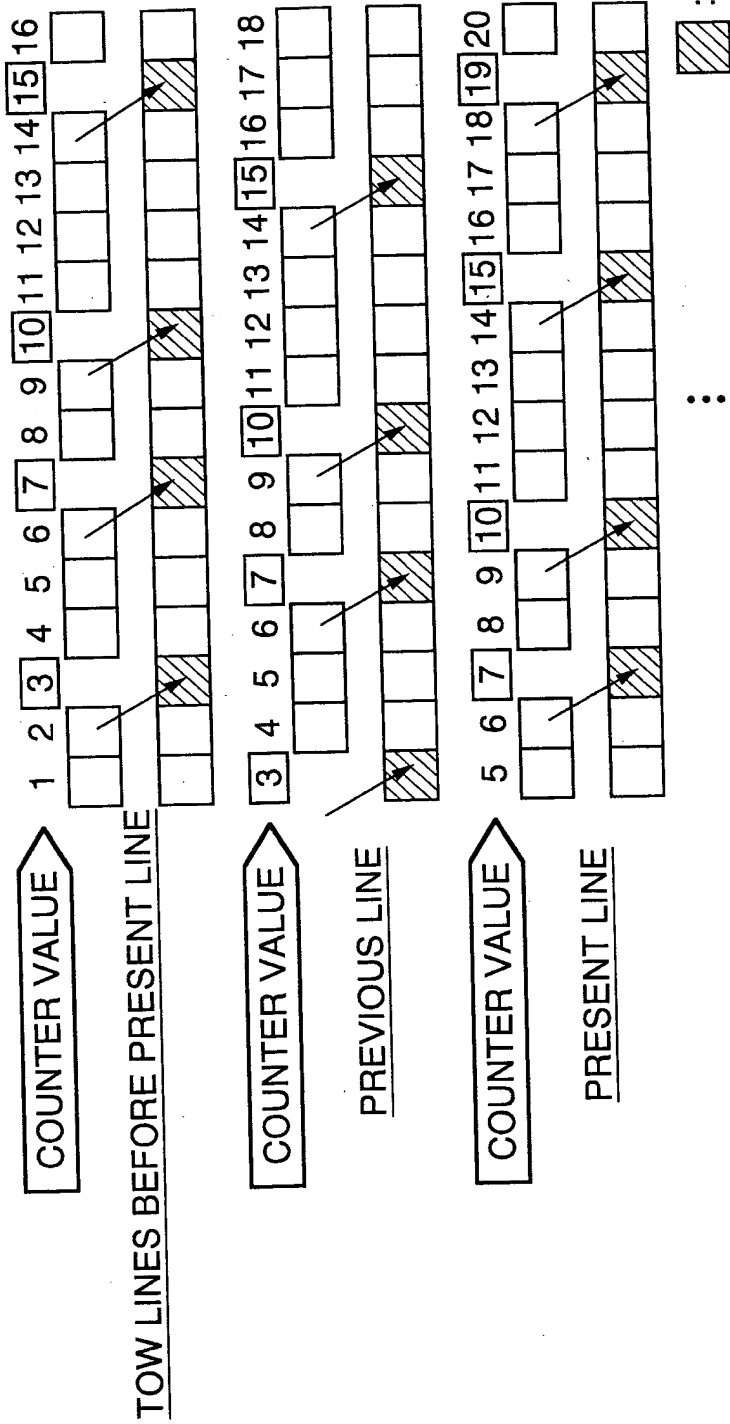 COUNTER VALUE 1 2 3 4 5 6 7 8 9 10 11 12 13 14 15 16
TOW LINES BEFORE PRESENT LINE
COUNTER VALUE 3 4 5 6 7 8 9 10 11 12 13 14 15 16 17 18
PREVIOUS LINE
COUNTER VALUE 5 6 7 8 9 10 11 12 13 14 15 16 17 18 19 20
PRESENT LINE